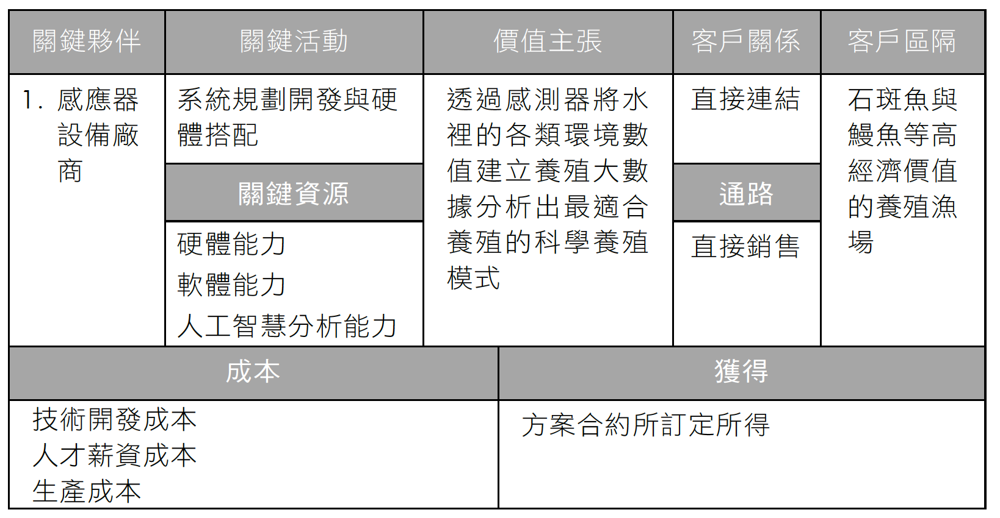 關鍵夥伴
1. 感應器
設備廠
商
關鍵活動
系統規劃開發與硬
體搭配
關鍵資源
硬體能力
軟體能力
人工智慧分析能力
價值主張
透過感測器將水
裡的各類環境數
值建立養殖大數
據分析出最適合
養殖的科學養殖
模式
客戶關係
直接連結
通路
直接銷售
客戶區隔
石斑魚與
鰻魚等高
經濟價值
的養殖漁
場
成本
技術開發成本
人才薪資成本
生產成本
獲得
方案合約所訂定所得